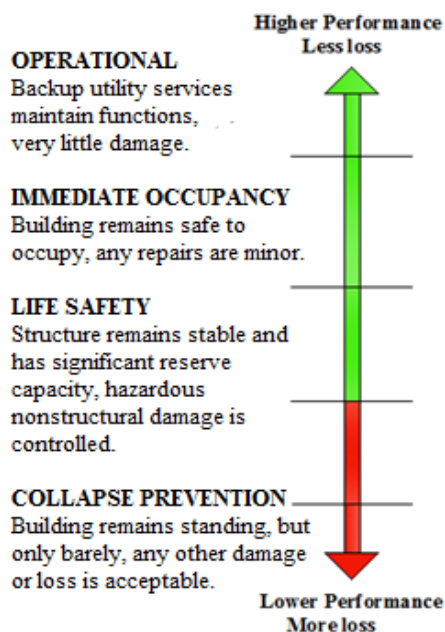 Higher Performance
Less loss
OPERATIONAL
Backup utility services
maintain functions,
very little damage.
IMMEDIATE OCCUPANCY
Building remains safe to
occupy, any repairs are minor.
LIFE SAFETY
Structure remains stable and
has significant reserve
capacity, hazardous
nonstructural damage is
controlled.
COLLAPSE PREVENTION
Building remains standing, but
only barely, any other damage
or loss is acceptable.
Lower Performance
More loss